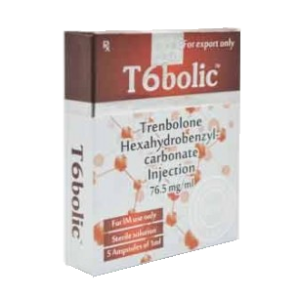 ℞
For export only
T6bolic™
Trenbolone
Hexahydrobenzyl-
carbonate
Injection
76.5 mg/ml
For IM use only
Sterile solution
5 Ampoules of 1ml
T6bolic™